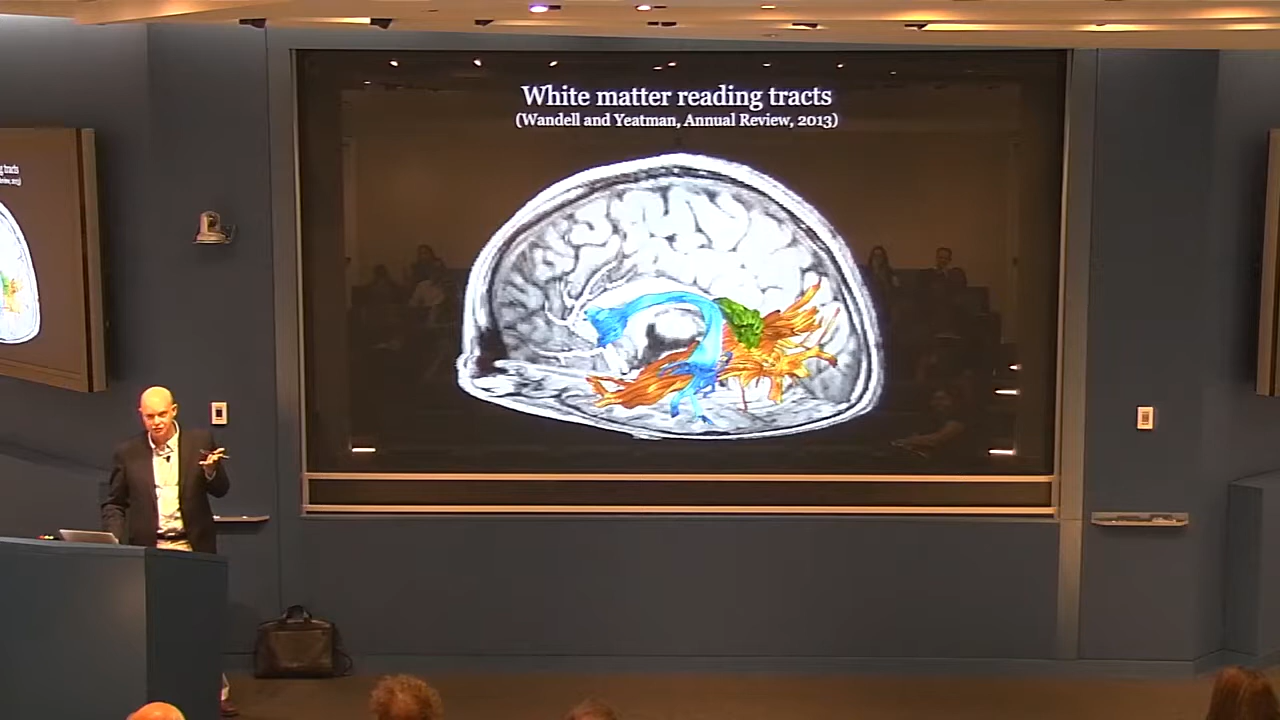 White matter reading tracts
(Wandell and Yeatman, Annual Review, 2013)